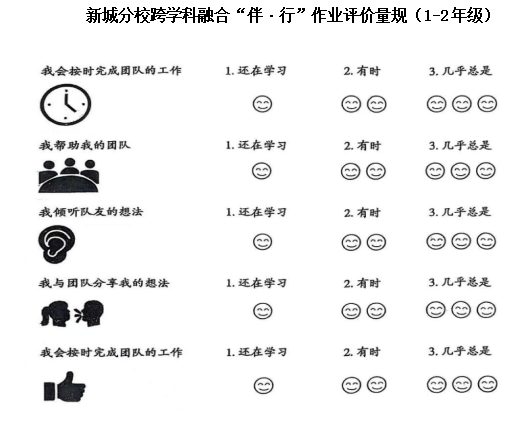 新城分校跨学科融合“伴·行”作业评价量规（1-2年级）
我会按时完成团队的工作 1.还在学习 2.有时 3.几乎总是
我帮助我的团队 1.还在学习 2.有时 3.几乎总是
我倾听队友的想法 1.还在学习 2.有时 3.几乎总是
我与团队分享我的想法 1.还在学习 2.有时 3.几乎总是
我会按时完成团队的工作 1.还在学习 2.有时 3.几乎总是